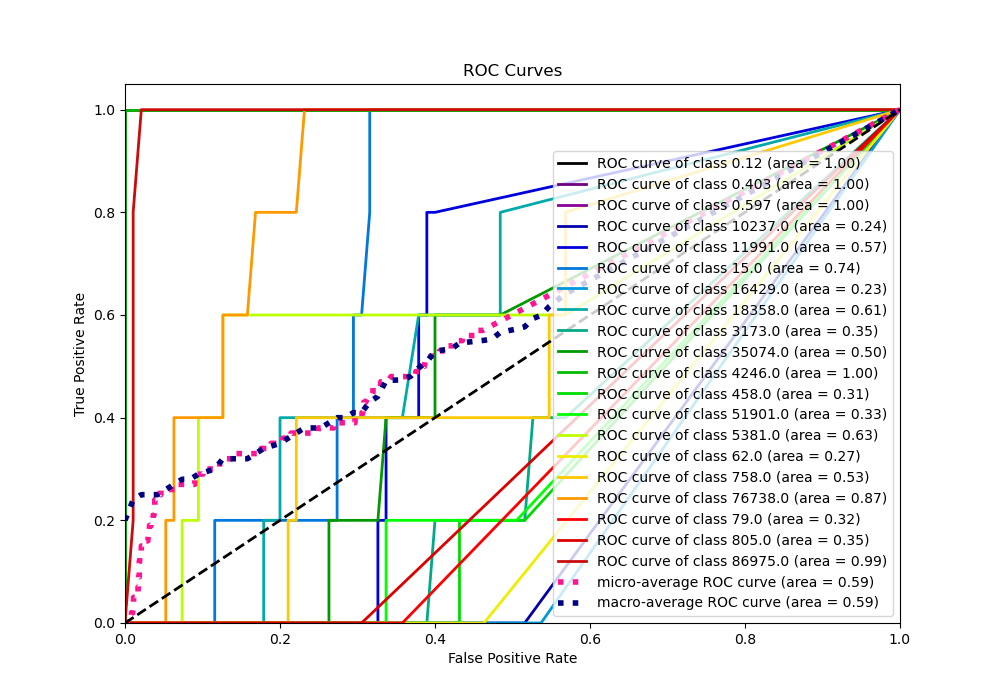 ROC Curves
True Positive Rate
1.0
0.8
0.6
0.4
0.2
0.0
ROC curve of class 0.12 (area = 1.00)
ROC curve of class 0.403 (area = 1.00)
ROC curve of class 0.597 (area = 1.00)
ROC curve of class 10237.0 (area = 0.24)
ROC curve of class 11991.0 (area = 0.57)
ROC curve of class 15.0 (area = 0.74)
ROC curve of class 16429.0 (area = 0.23)
ROC curve of class 18358.0 (area = 0.61)
ROC curve of class 3173.0 (area = 0.35)
ROC curve of class 35074.0 (area = 0.50)
ROC curve of class 4246.0 (area = 1.00)
ROC curve of class 458.0 (area = 0.31)
ROC curve of class 51901.0 (area = 0.33)
ROC curve of class 5381.0 (area = 0.63)
ROC curve of class 62.0 (area = 0.27)
ROC curve of class 758.0 (area = 0.53)
ROC curve of class 76738.0 (area = 0.87)
ROC curve of class 79.0 (area = 0.32)
ROC curve of class 805.0 (area = 0.35)
ROC curve of class 86975.0 (area = 0.99)
micro-average ROC curve (area = 0.59)
macro-average ROC curve (area = 0.59)
0.0 0.2 0.4 0.6 0.8 1.0
False Positive Rate